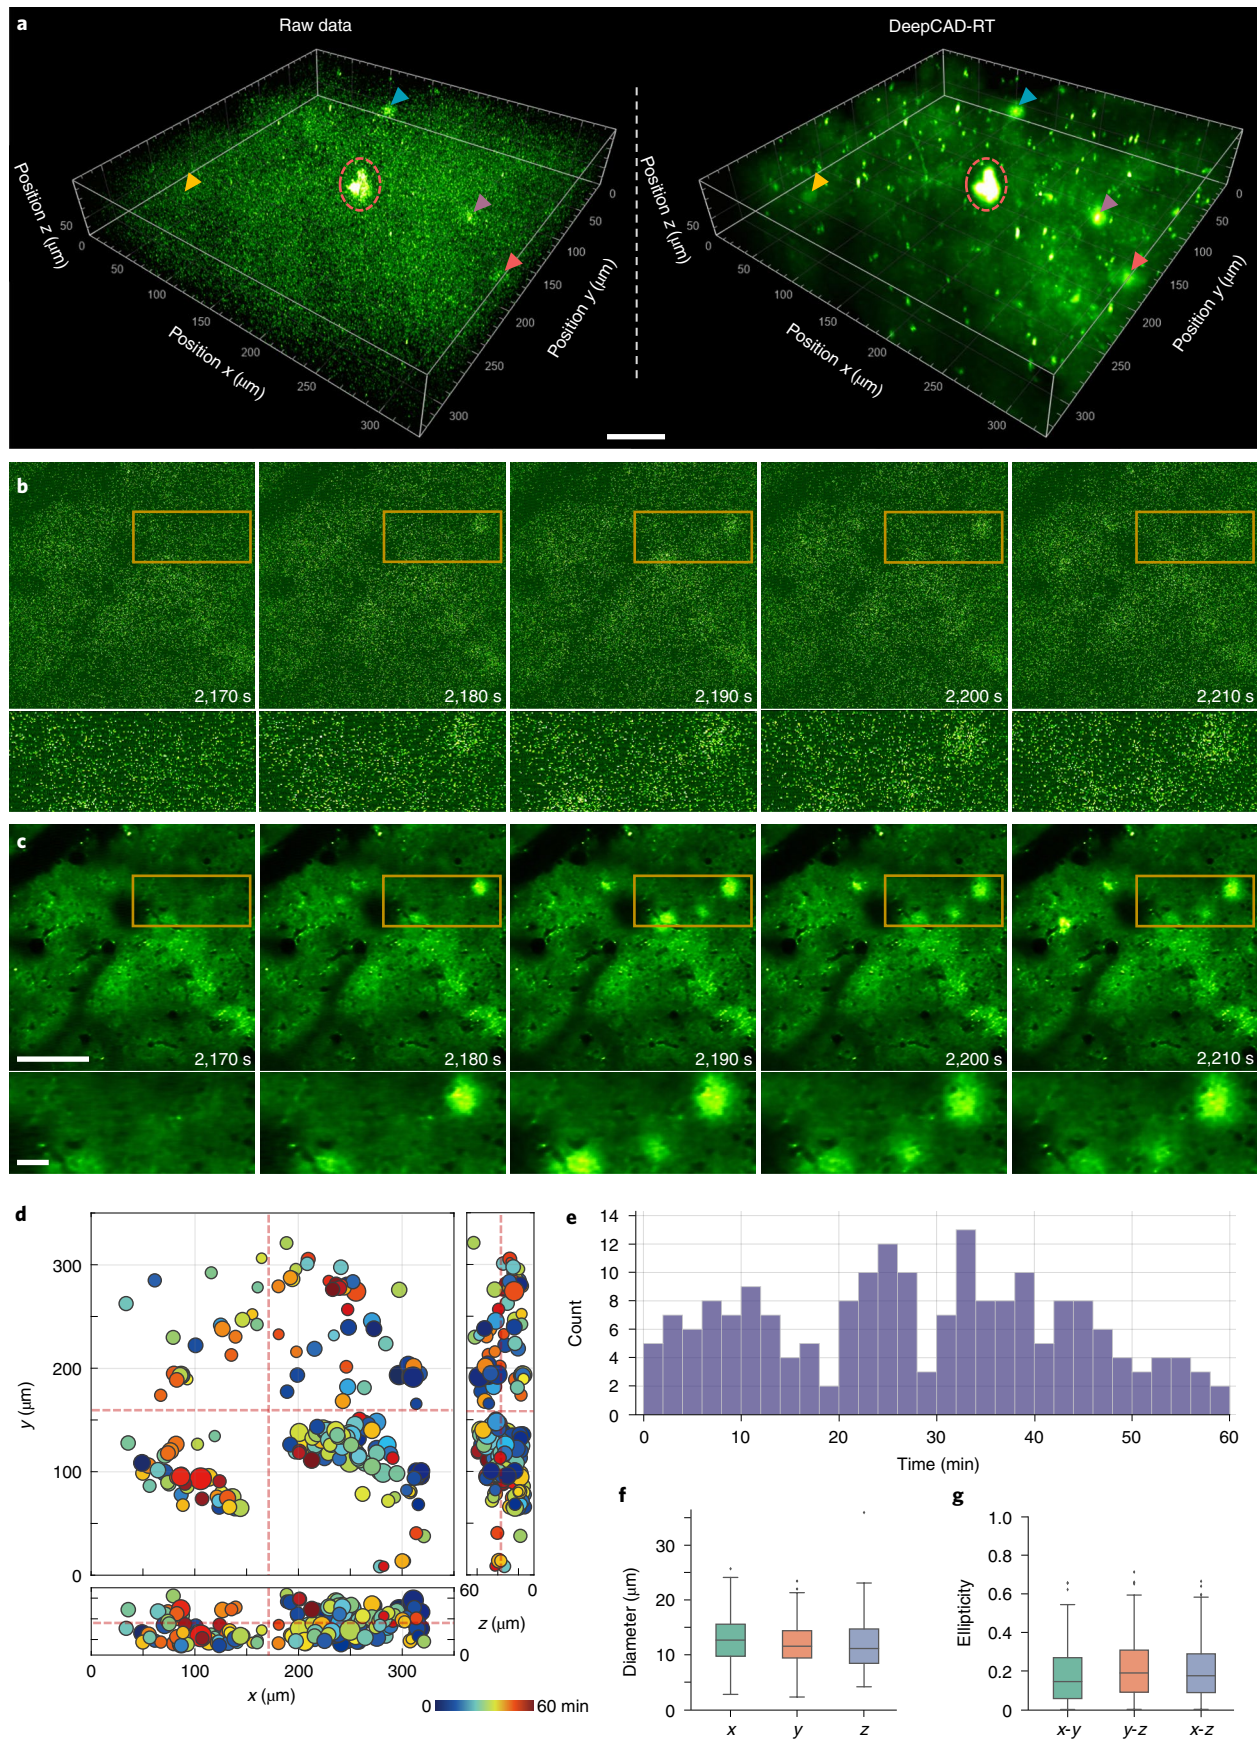 a
Raw data
DeepCAD-RT
Position z (μm)
50
0
50
100
150
200
250
300
Position x (μm)
0
50
100
150
200
250
300
Position y (μm)
Position z (μm)
50
0
50
100
150
200
250
300
Position x (μm)
0
50
100
150
200
250
300
Position y (μm)
b
2,170 s
2,180 s
2,190 s
2,200 s
2,210 s
c
2,170 s
2,180 s
2,190 s
2,200 s
2,210 s
d
300
200
100
0
y (μm)
60
0
z (μm)
0
0
100
200
300
x (μm)
0
60 min
e
14
12
10
8
6
4
2
0
Count
0
10
20
30
40
50
60
Time (min)
f
30
20
10
0
Diameter (μm)
x
y
z
g
1.0
0.8
0.6
0.4
0.2
0
Ellipticity
x-y
y-z
x-z